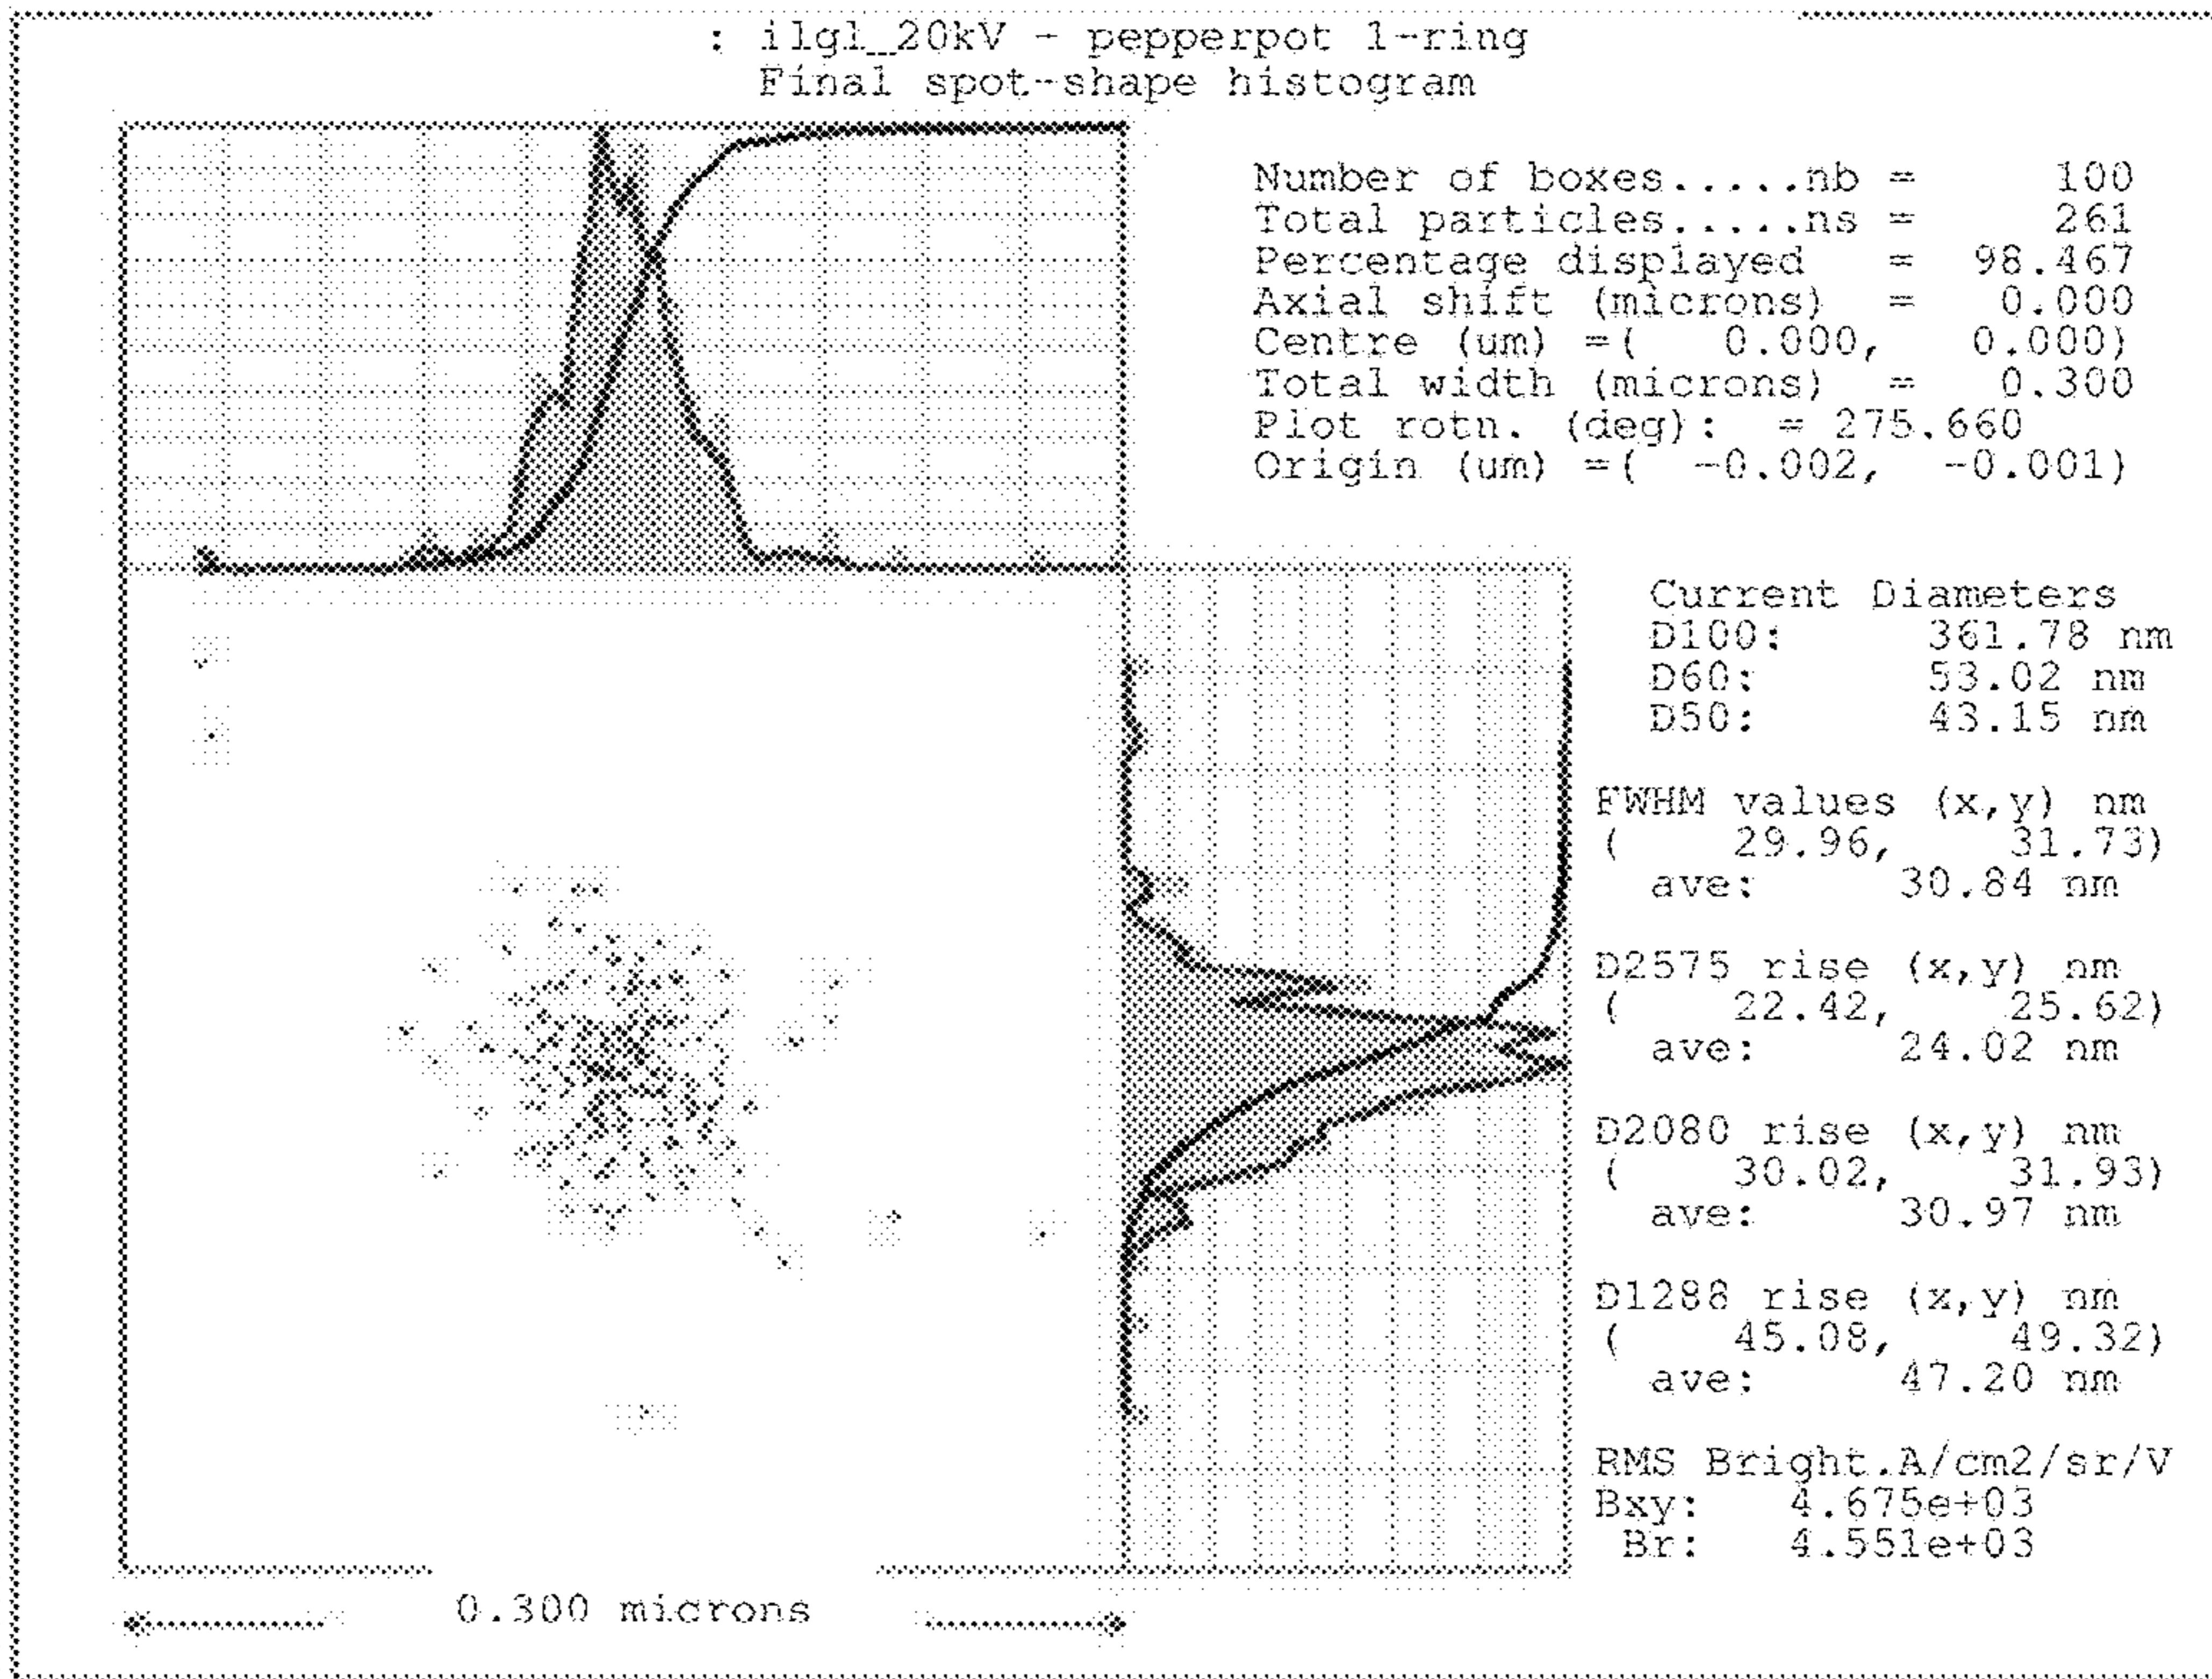 : ilgl_20kV - pepperpot 1-ring
Final spot-shape histogram
Number of boxes.....nb = 100
Total particles.....ns = 261
Percentage displayed = 98.467
Axial shift (microns) = 0.000
Centre (um) =( 0.000, 0.000)
Total width (microns) = 0.300
Plot rotn. (deg): = 275.660
Origin (um) =( -0.002, -0.001)
Current Diameters
D100: 361.78 nm
D60: 53.02 nm
D50: 43.15 nm
FWHM values (x,y) nm
( 29.96, 31.73)
ave: 30.84 nm
D2575 rise (x,y) nm
( 22.42, 25.62)
ave: 24.02 nm
D2080 rise (x,y) nm
( 30.02, 31.93)
ave: 30.97 nm
D1288 rise (x,y) nm
( 45.08, 49.32)
ave: 47.20 nm
RMS Bright.A/cm2/sr/V
Bxy: 4.675e+03
Br: 4.551e+03
0.300 microns